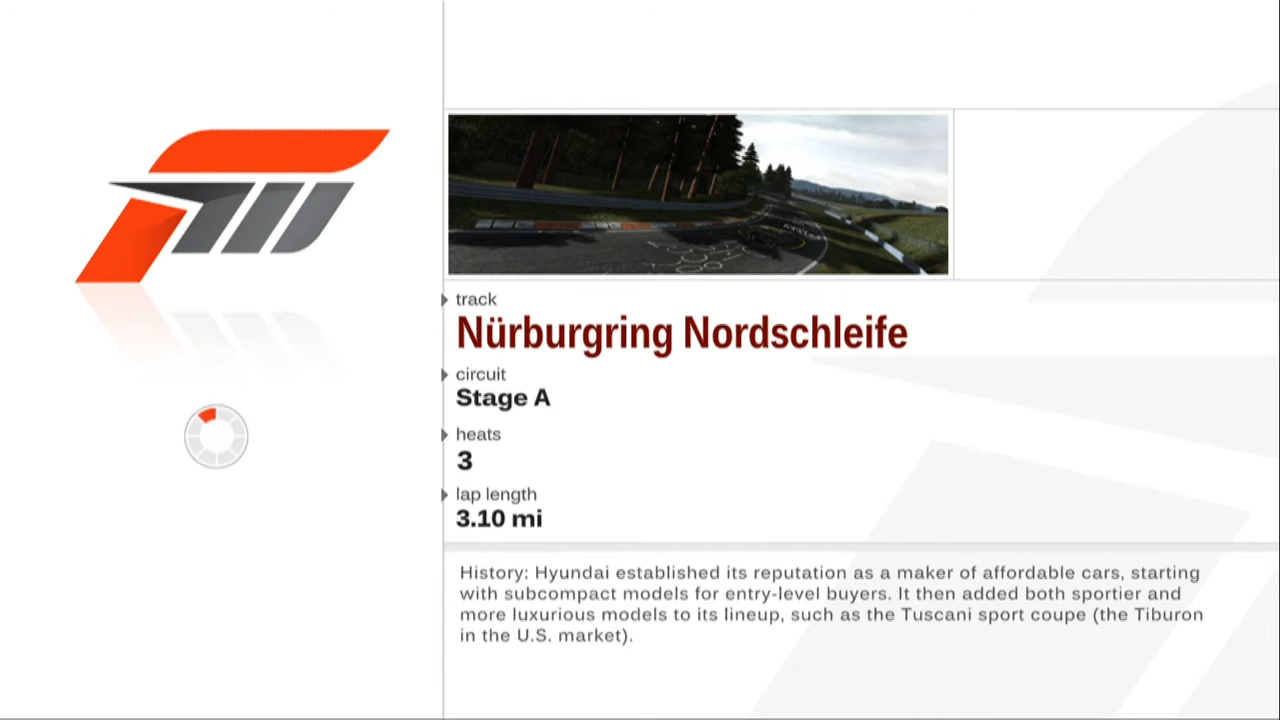 track
Nürburgring Nordschleife
circuit
Stage A
heats
3
lap length
3.10 mi
History: Hyundai established its reputation as a maker of affordable cars, starting
with subcompact models for entry-level buyers. It then added both sportier and
more luxurious models to its lineup, such as the Tuscani sport coupe (the Tiburon
in the U.S. market).